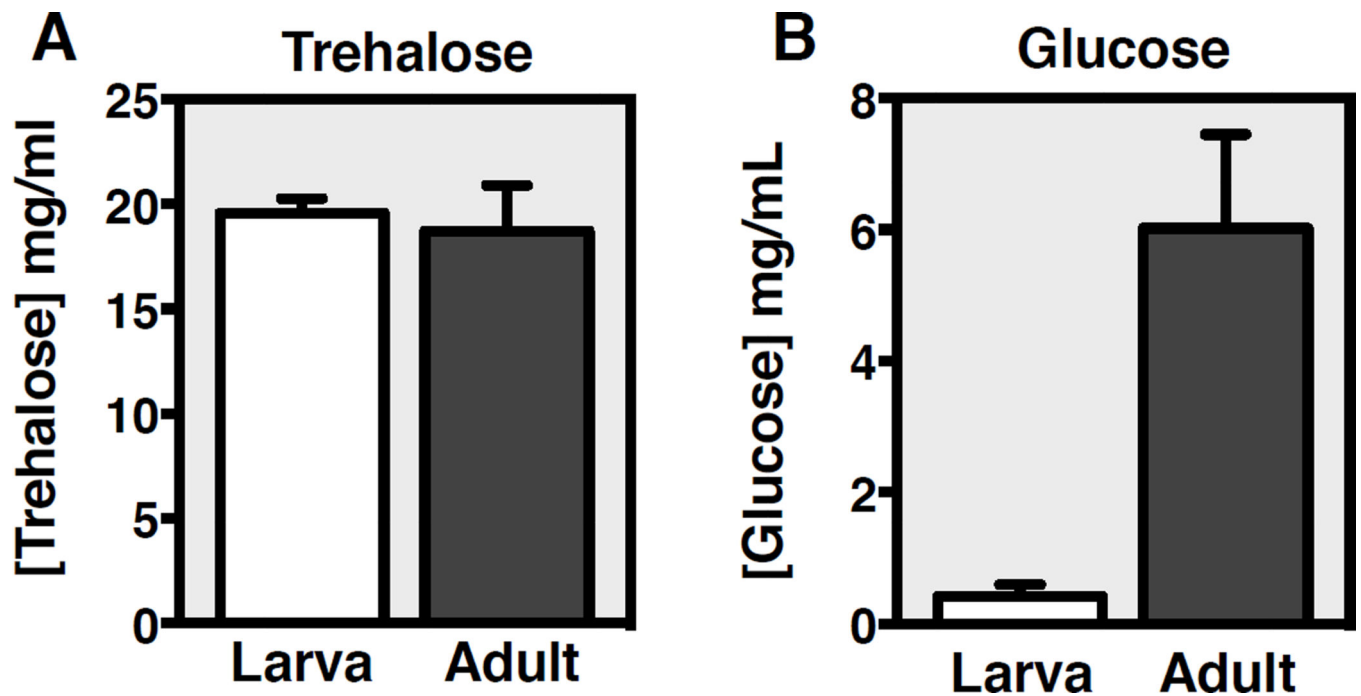 A
Trehalose
[Trehalose] mg/ml
25
20
15
10
5
0
Larva
Adult
B
Glucose
[Glucose] mg/mL
8
6
4
2
0
Larva
Adult